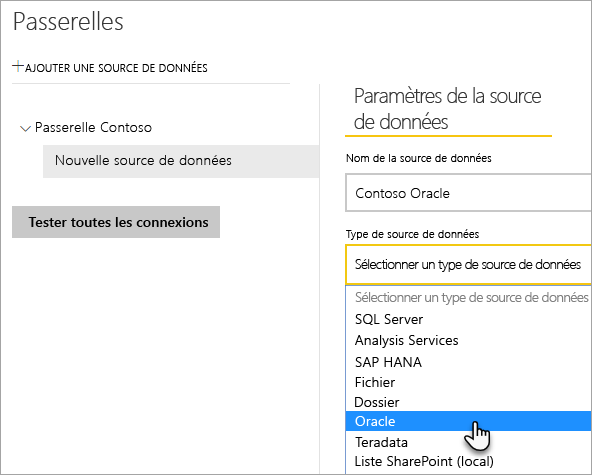 Passerelles
+AJOUTER UNE SOURCE DE DONNÉES
Passerelle Contoso
Nouvelle source de données
Tester toutes les connexions
Paramètres de la source
de données
Nom de la source de données
Contoso Oracle
Type de source de données
Sélectionner un type de source de données
Sélectionner un type de source de données
SQL Server
Analysis Services
SAP HANA
Fichier
Dossier
Oracle
Teradata
Liste SharePoint (local)